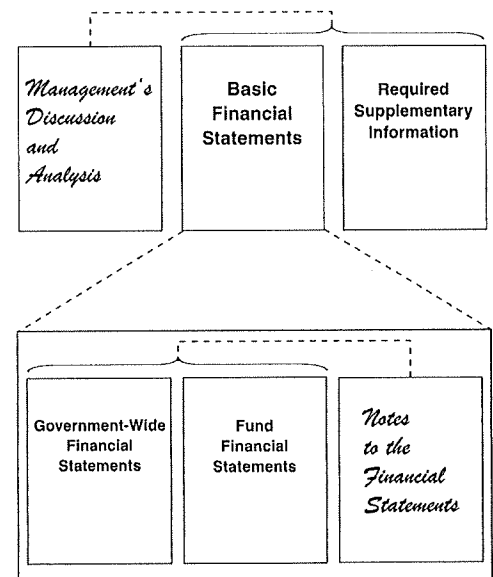 Management's
Discussion
and
Analysis
Basic
Financial
Statements
Required
Supplementary
Information
Government-Wide
Financial
Statements
Fund
Financial
Statements
Notes
to the
Financial
Statements